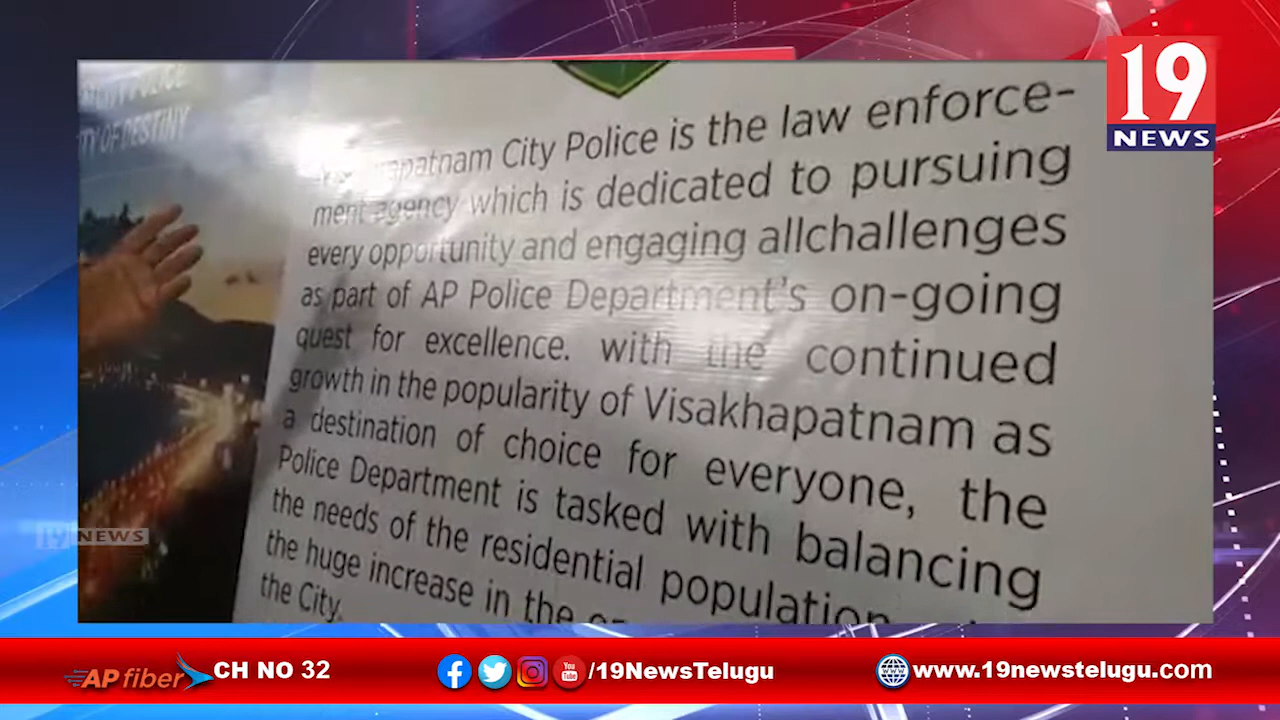 19
NEWS
CITY OF DESTINY
City Police is the law enforce-
ment agency which is dedicated to pursuing
every opportunity and engaging allchallenges
as part of AP Police Department's on-going
quest for excellence. with the continued
growth in the popularity of Visakhapatnam as
a destination of choice for everyone, the
Police Department is tasked with balancing
the needs of the residential population
the huge increase in the
the City.
19 NEWS
AP fiber CH NO 32
/19NewsTelugu
www.19newstelugu.com